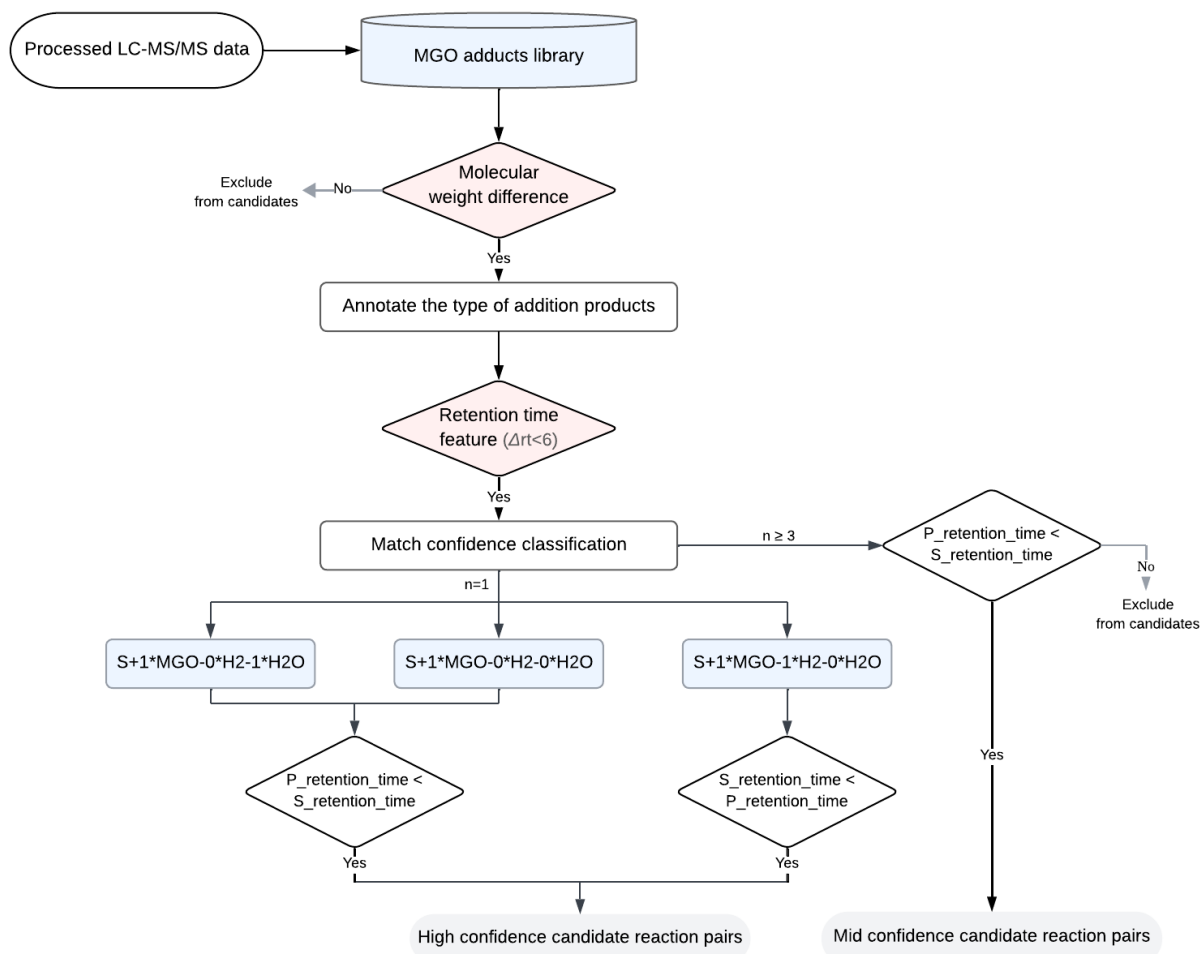 Processed LC-MS/MS data
MGO adducts library
Molecular
weight difference
No
Exclude
from candidates
Yes
Annotate the type of addition products
Retention time
feature (Δrt<6)
Yes
Match confidence classification
n ≥ 3
P_retention_time <
S_retention_time
No
Exclude
from candidates
n=1
S+1*MGO-0*H2-1*H2O
S+1*MGO-0*H2-0*H2O
S+1*MGO-1*H2-0*H2O
P_retention_time <
S_retention_time
S_retention_time <
P_retention_time
Yes
Yes
Yes
High confidence candidate reaction pairs
Mid confidence candidate reaction pairs